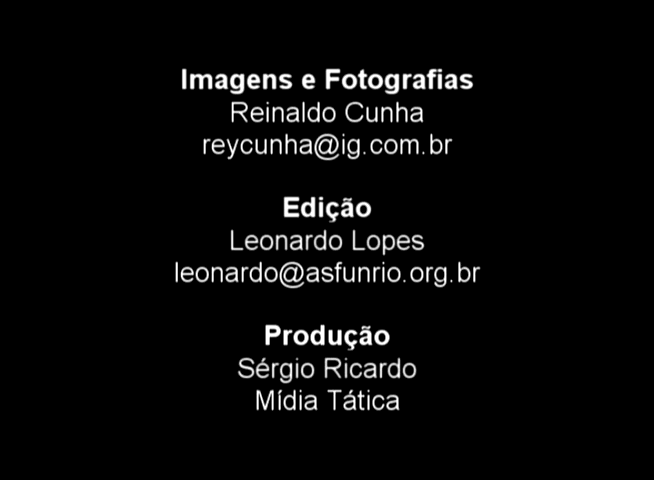 Imagens e Fotografias
Reinaldo Cunha
reycunha@ig.com.br
Edição
Leonardo Lopes
leonardo@asfunrio.org.br
Produção
Sérgio Ricardo
Mídia Tática